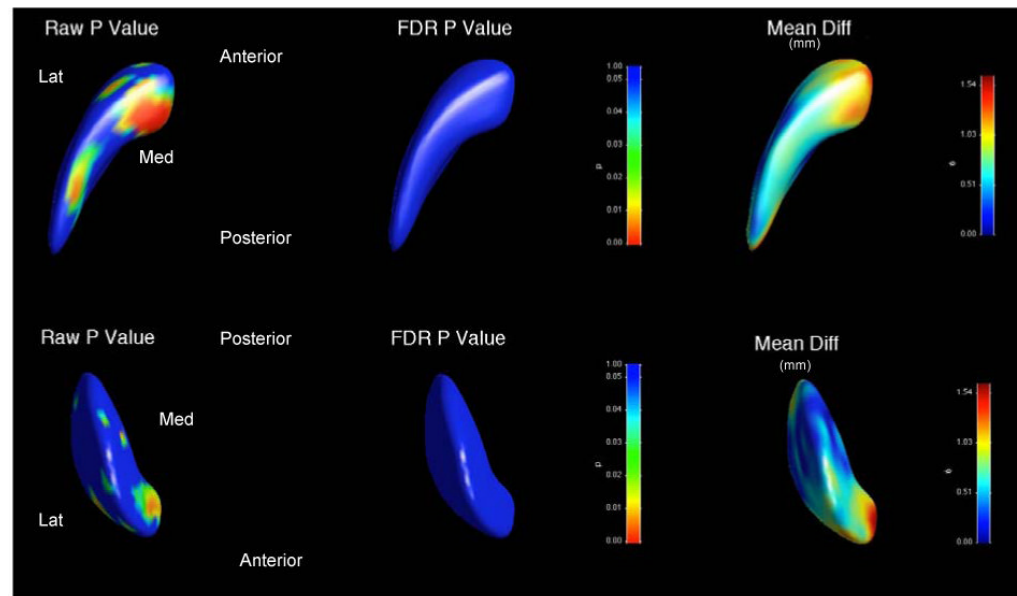 Raw P Value
FDR P Value
Mean Diff
(mm)
Anterior
Lat
Med
Posterior
1.00
0.05
0.04
0.03
0.02
0.01
0.00
p
1.54
1.03
0.51
0.00
Raw P Value
Posterior
FDR P Value
Mean Diff
(mm)
Med
Lat
Anterior
1.00
0.05
0.04
0.03
0.02
0.01
0.00
p
1.54
1.03
0.51
0.00